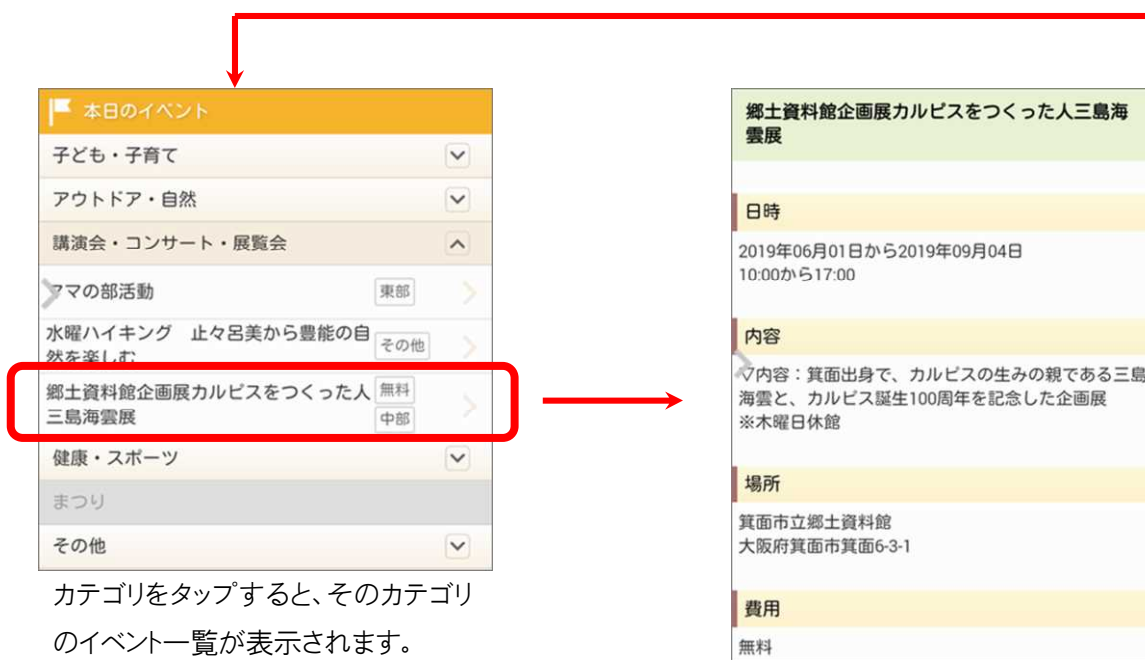 本日のイベント
子ども・子育て
アウトドア・自然
講演会・コンサート・展覧会
ママの部活動 東部
水曜ハイキング 止々呂美から豊能の自
然を楽しむ その他
郷土資料館企画展カルピスをつくった人 無料
三島海雲展 中部
健康・スポーツ
まつり
その他
カテゴリをタップすると、そのカテゴリ
のイベント一覧が表示されます。
郷土資料館企画展カルピスをつくった人三島海
雲展
日時
2019年06月01日から2019年09月04日
10:00から17:00
内容
▽内容：箕面出身で、カルピスの生みの親である三島
海雲と、カルピス誕生100周年を記念した企画展
※木曜日休館
場所
箕面市立郷土資料館
大阪府箕面市箕面6-3-1
費用
無料